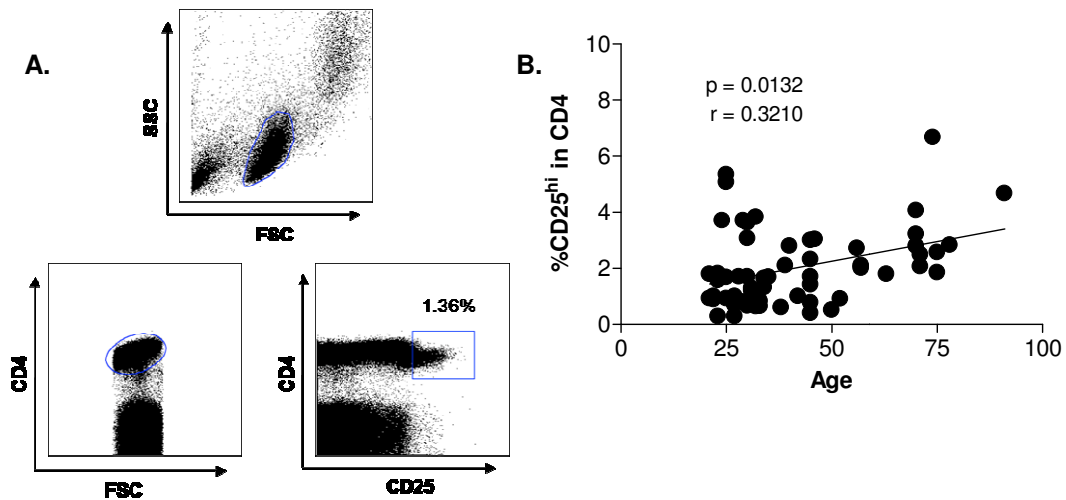 A.
SSC
FSC
CD4
FSC
1.36%
CD4
CD25
B.
%CD25hi in CD4
10
8
6
4
2
0
p = 0.0132
r = 0.3210
0 25 50 75 100
Age